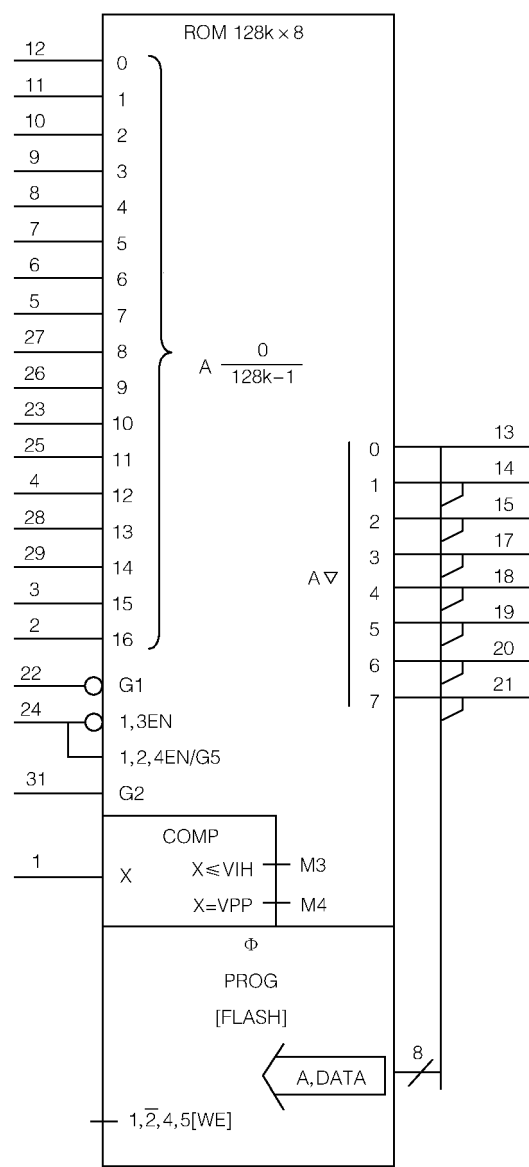 ROM 128k × 8
12 0
11 1
10 2
9 3
8 4
7 5
6 6
5 7
27 8
26 9
23 10
25 11
4 12
28 13
29 14
3 15
2 16
A 0
128k−1
A ▽
0 13
1 14
2 15
3 17
4 18
5 19
6 20
7 21
22 G1
24 1,3EN
1,2,4EN/G5
31 G2
COMP
1 X
X⩽VIH M3
X=VPP M4
Φ
PROG
[FLASH]
A,DATA 8
1,2̅,4,5[WE]